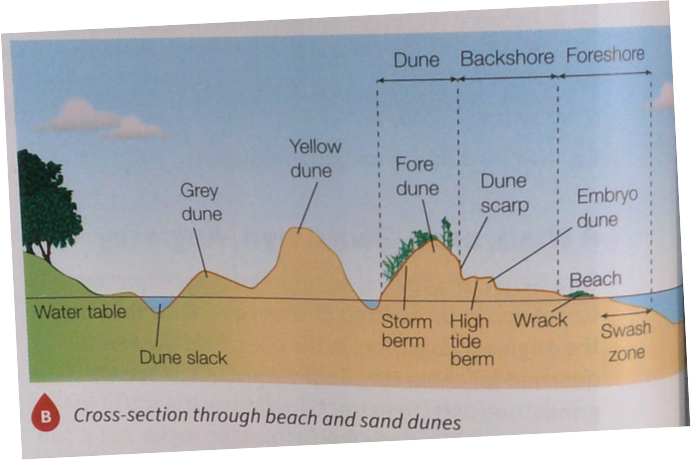 Dune Backshore Foreshore
Yellow
dune
Grey
dune
Fore
dune
Dune
scarp
Embryo
dune
Beach
Water table
Storm
berm
High
tide
berm
Wrack
Swash
zone
Dune slack
B Cross-section through beach and sand dunes